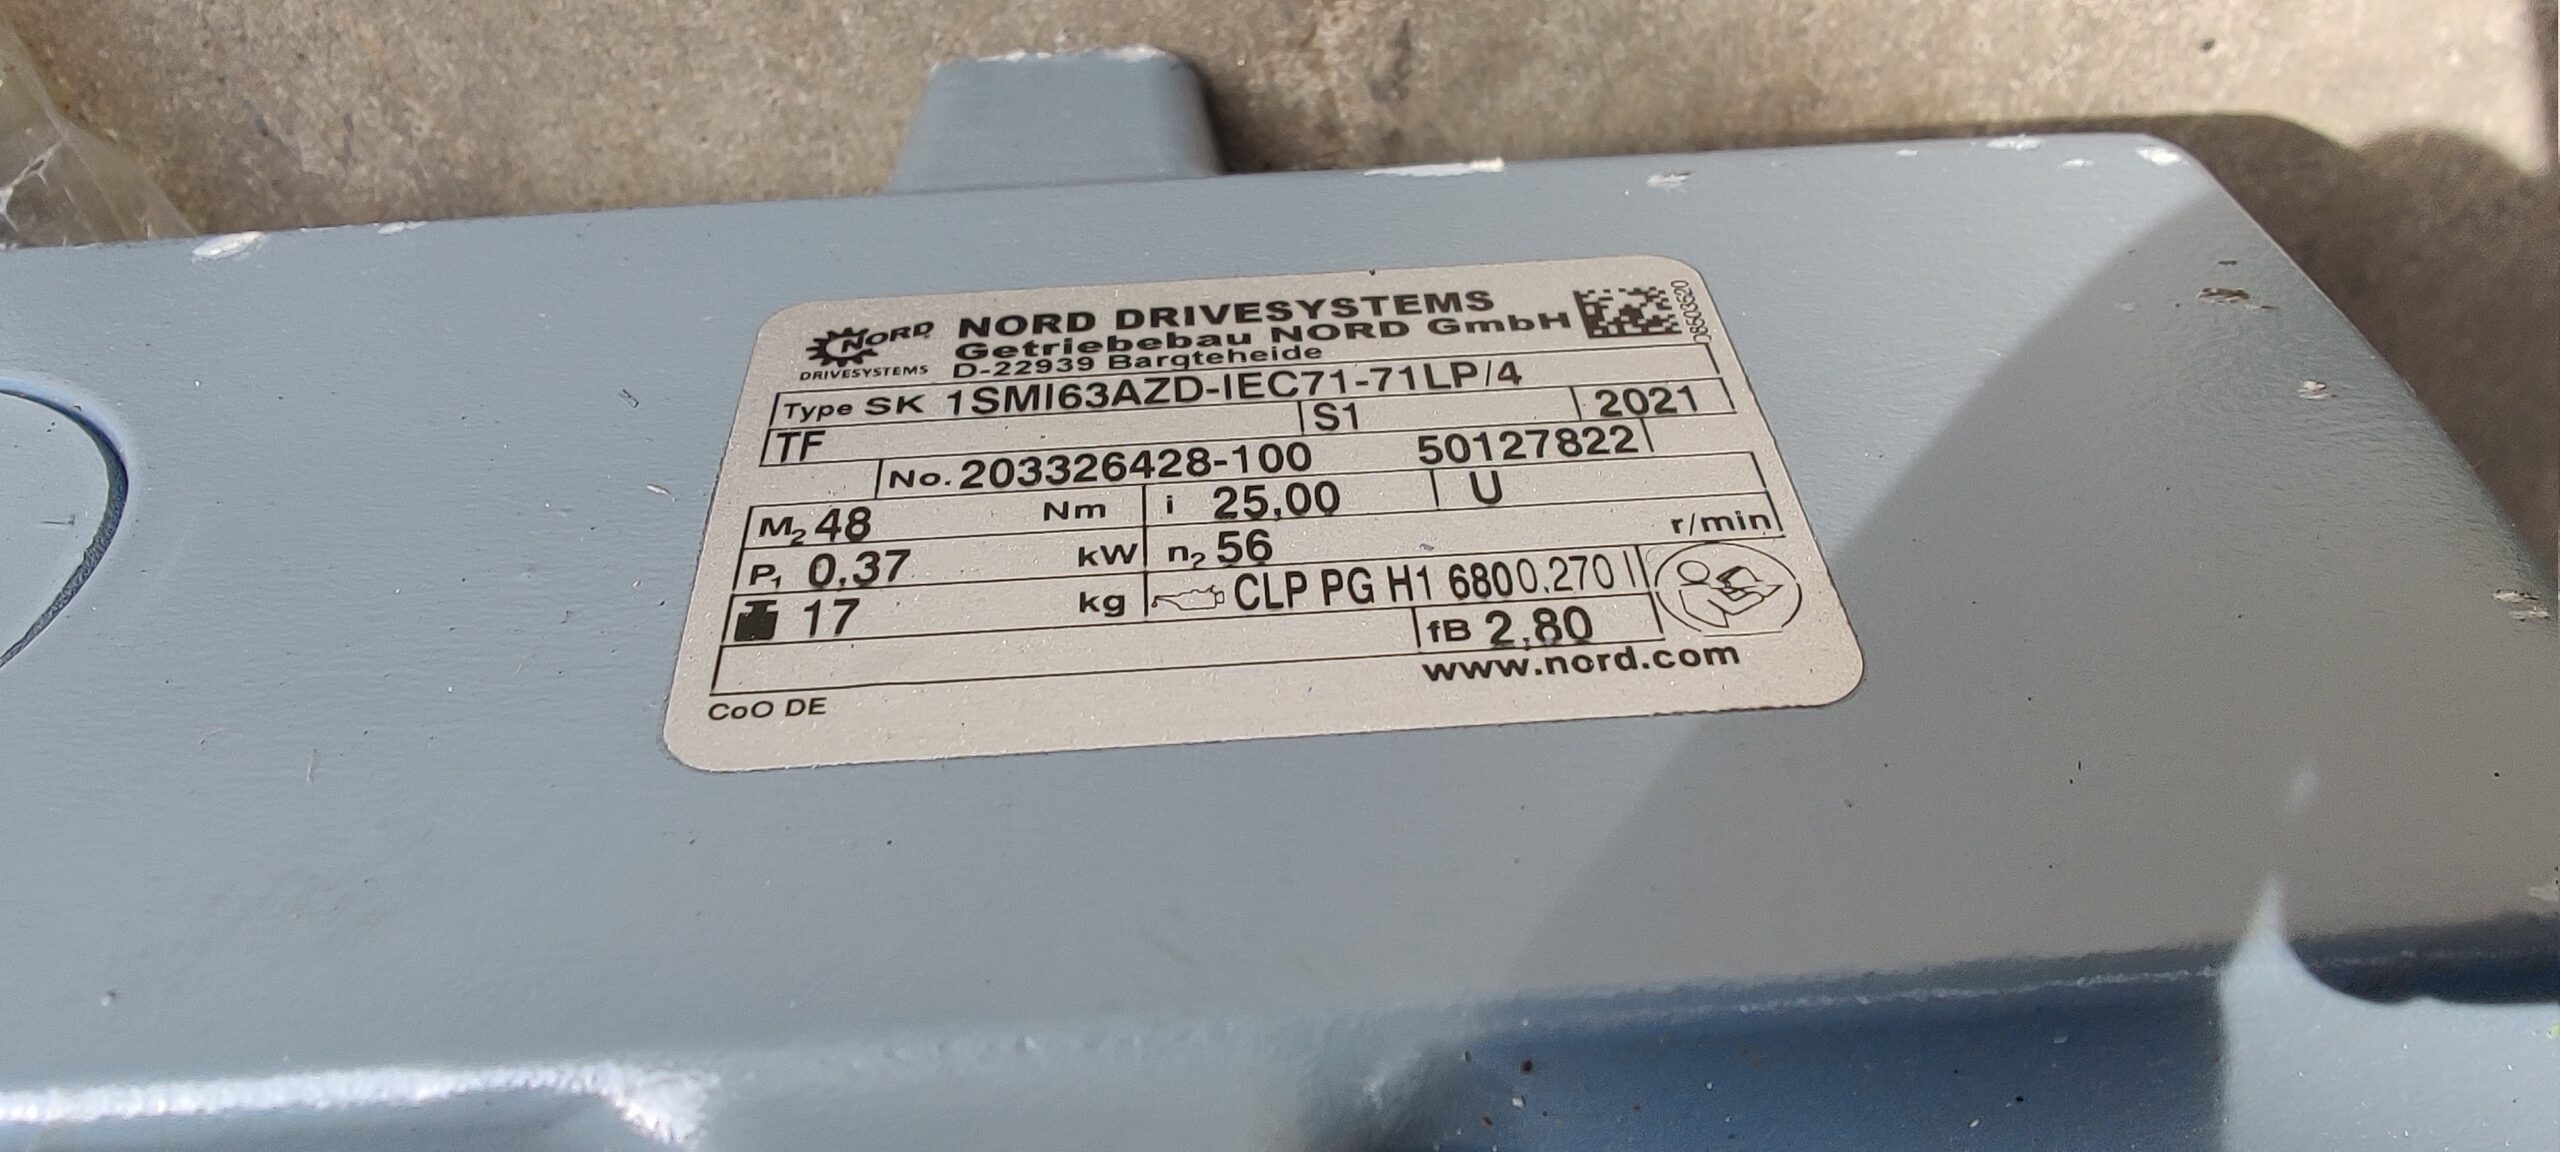 NORD
DRIVESYSTEMS
NORD DRIVESYSTEMS
Getriebebau NORD GmbH
D-22939 Bargteheide
08503520
Type SK 1SMI63AZD-IEC71-71LP/4
TF S1 2021
No. 203326428-100 50127822
M2 48 Nm i 25,00 U
P1 0,37 kW n2 56 r/min
17 kg CLP PG H1 680 0.270 l
fB 2,80
www.nord.com
CoO DE